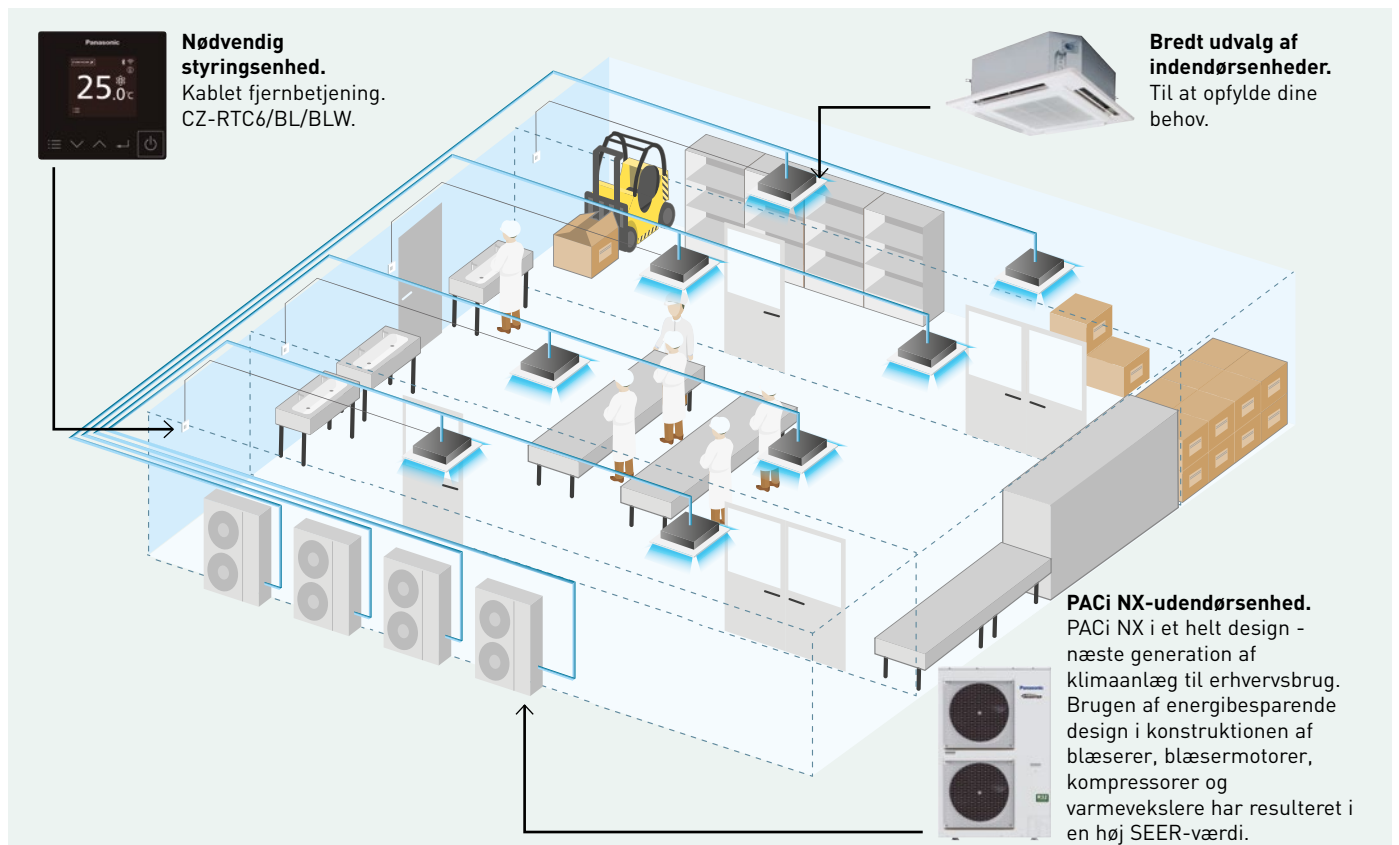 Panasonic
25.0°C
Nødvendig
styringsenhed.
Kablet fjernbetjening.
CZ-RTC6/BL/BLW.
Bredt udvalg af
indendørsenheder.
Til at opfylde dine
behov.
PACi NX-udendørsenhed.
PACi NX i et helt design -
næste generation af
klimaanlæg til erhvervsbrug.
Brugen af energibesparende
design i konstruktionen af
blæserer, blæsermotorer,
kompressorer og
varmevekslere har resulteret i
en høj SEER-værdi.
Panasonic